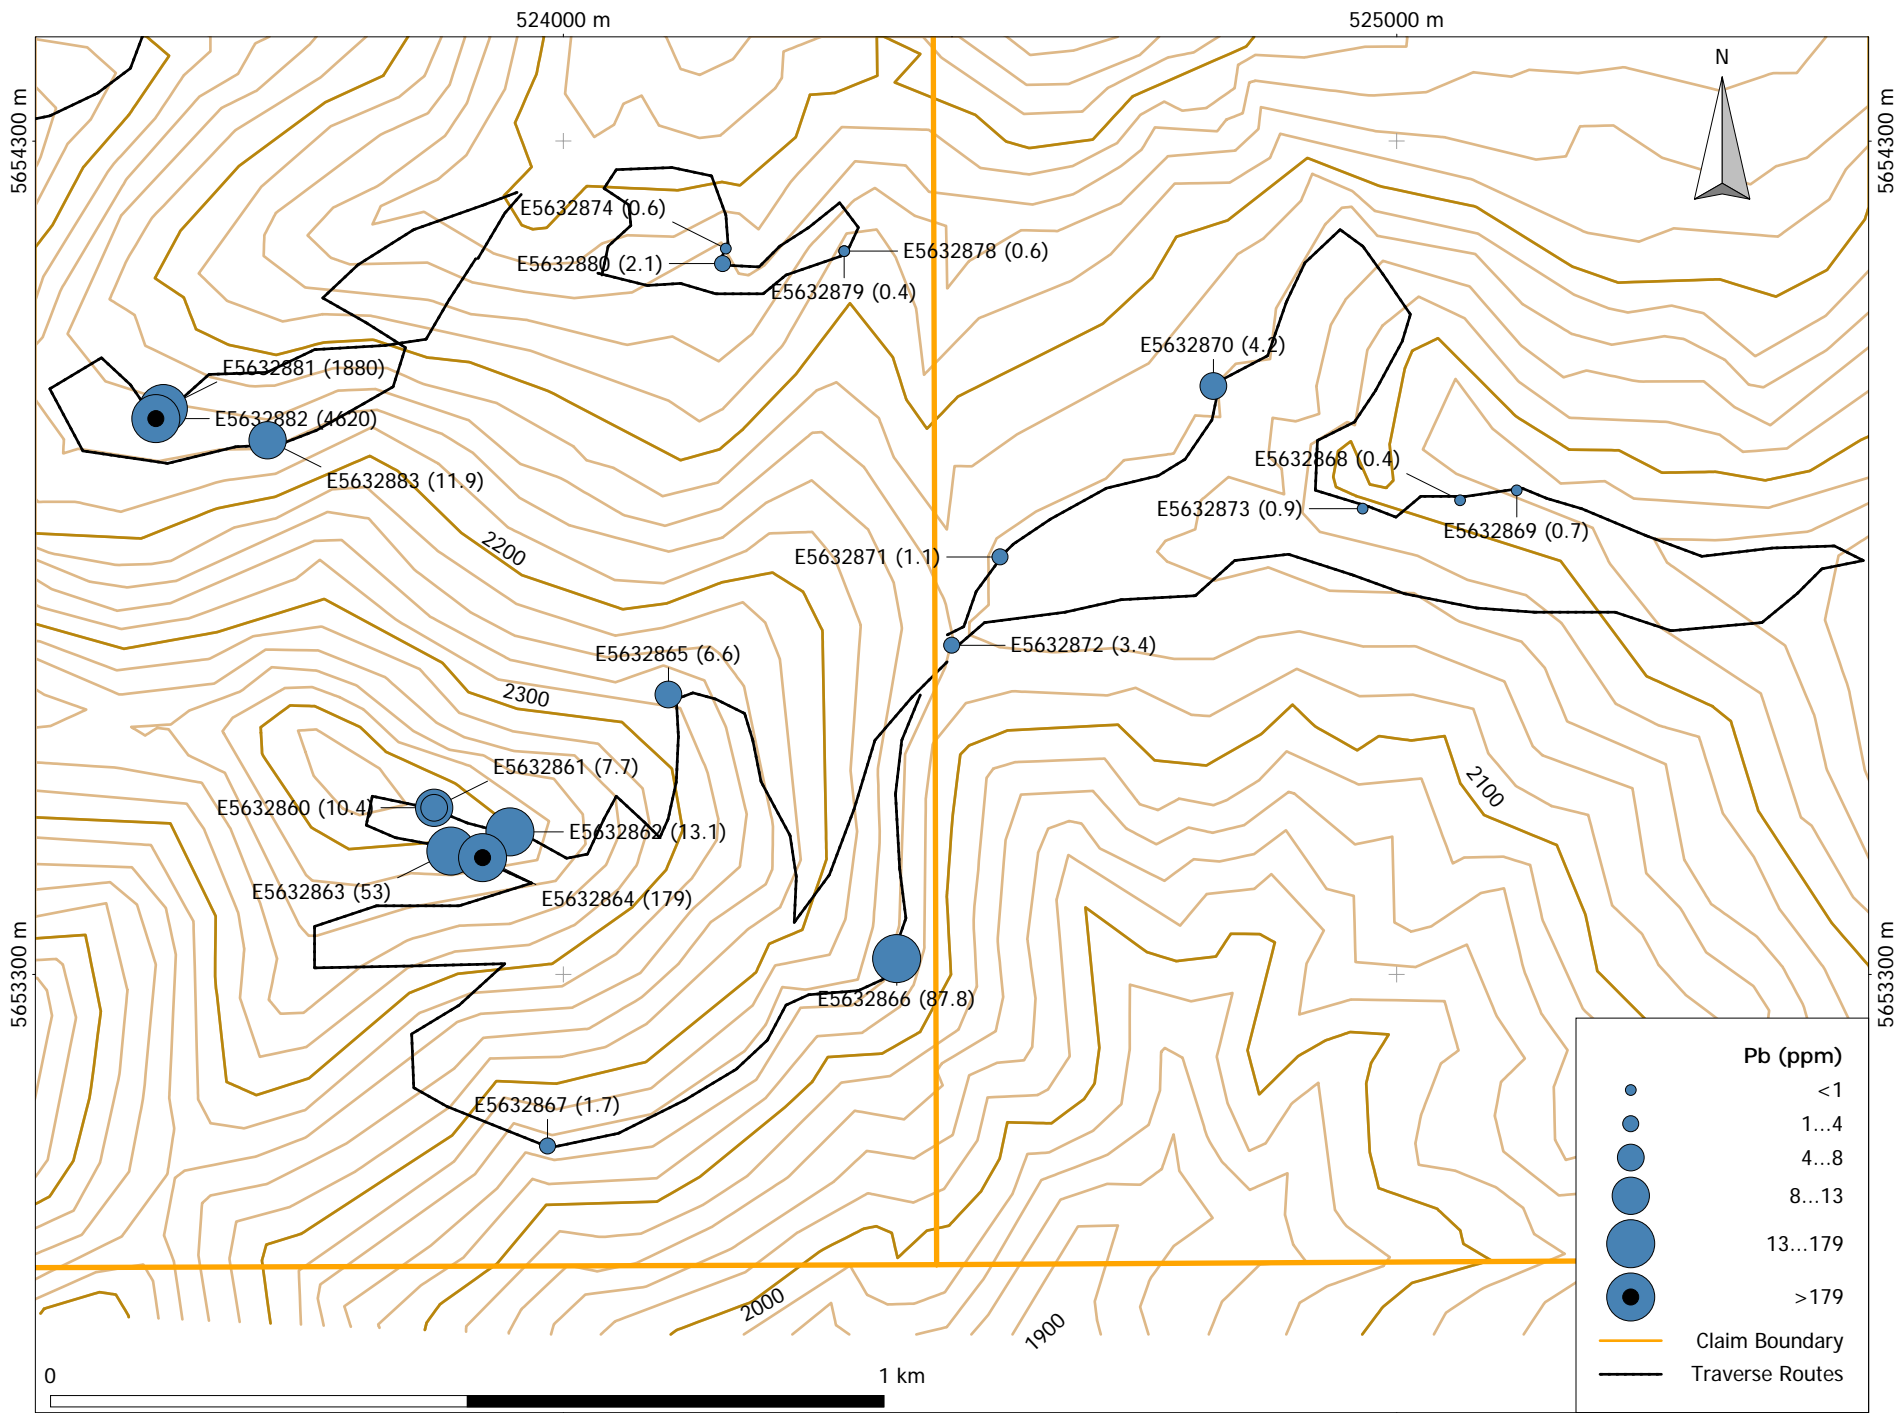 524000 m
525000 m
5654300 m
5654300 m
N
E5632874 (0.6)
E5632880 (2.1)
E5632878 (0.6)
E5632879 (0.4)
E5632870 (4.2)
E5632881 (1880)
E5632882 (4620)
E5632883 (11.9)
E5632868 (0.4)
E5632873 (0.9)
E5632869 (0.7)
2200
E5632871 (1.1)
E5632872 (3.4)
E5632865 (6.6)
2300
E5632861 (7.7)
2100
E5632860 (10.4)
E5632862 (13.1)
E5632863 (53)
E5632864 (179)
5653300 m
5653300 m
E5632866 (87.8)
E5632867 (1.7)
2000
1900
Pb (ppm)
<1
1...4
4...8
8...13
13...179
>179
Claim Boundary
Traverse Routes
0
1 km